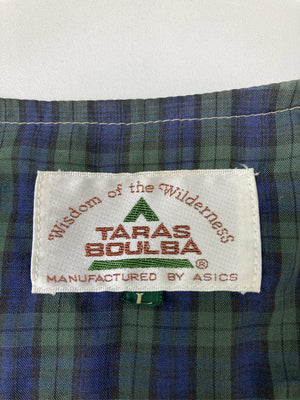 Wisdom of the Wilderness
TARAS
BOULBA
®
MANUFACTURED BY ASICS